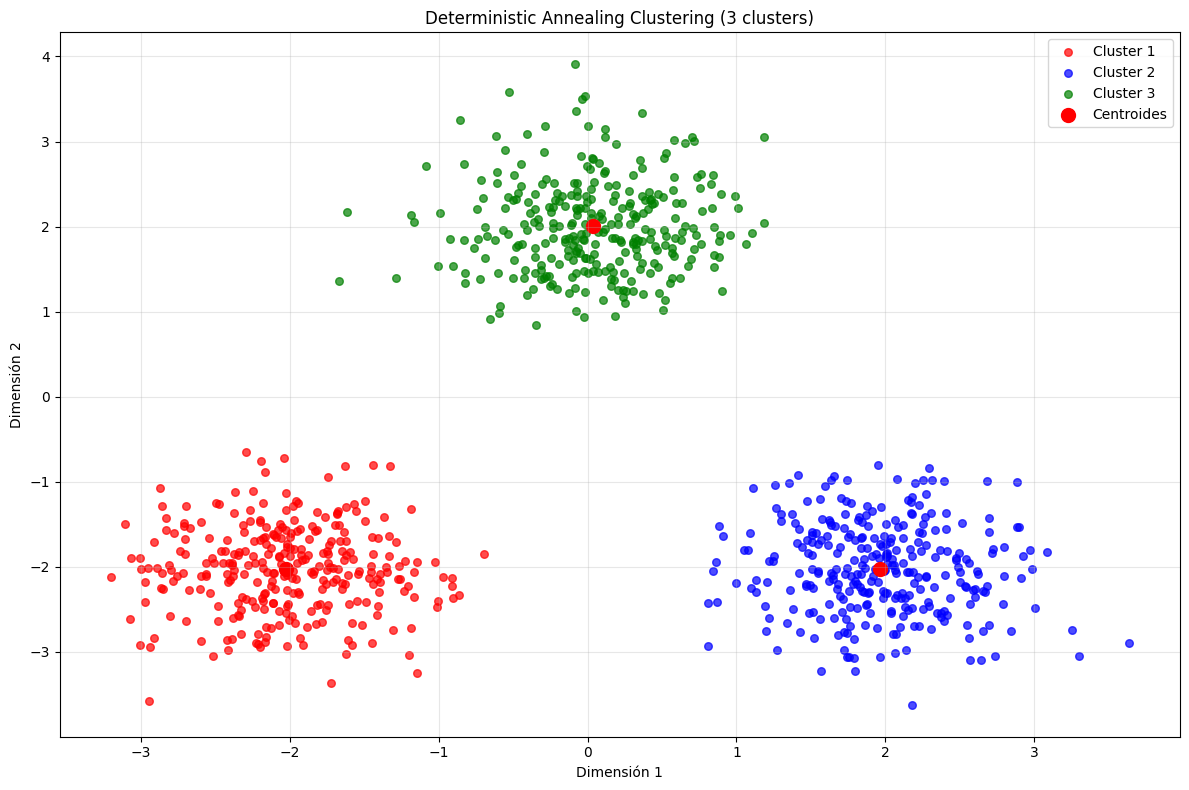 Deterministic Annealing Clustering (3 clusters)
Cluster 1
Cluster 2
Cluster 3
Centroides
4
3
2
1
0
−1
−2
−3
Dimensión 2
−3 −2 −1 0 1 2 3
Dimensión 1